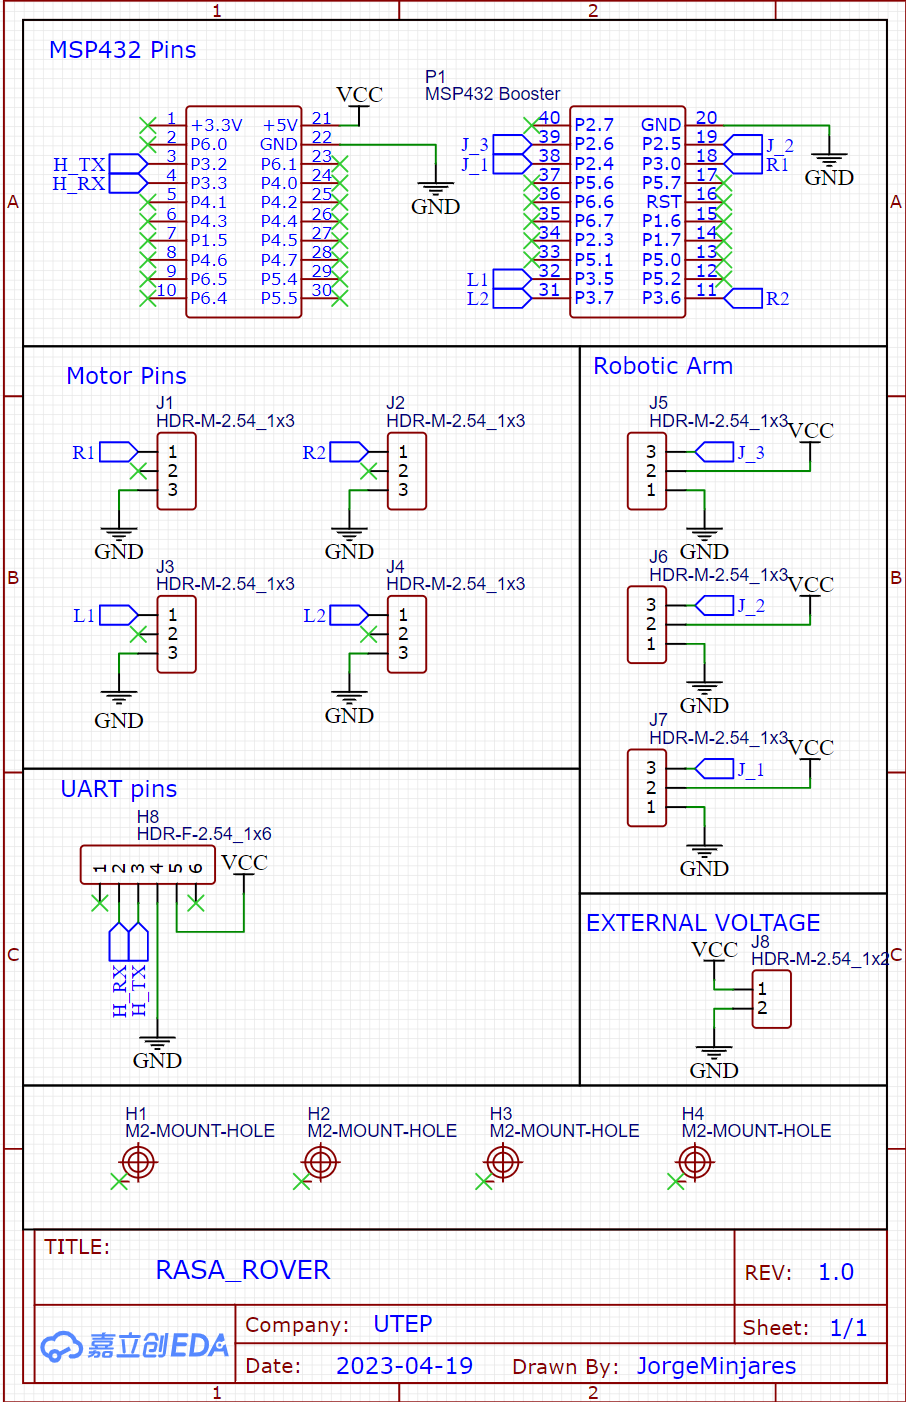 1 2
MSP432 Pins
P1
MSP432 Booster
VCC
1 +3.3V +5V 21
2 P6.0 GND 22
H_TX 3 P3.2 P6.1 23
H_RX 4 P3.3 P4.0 24
5 P4.1 P4.2 25
6 P4.3 P4.4 26
7 P1.5 P4.5 27
8 P4.6 P4.7 28
9 P6.5 P5.4 29
10 P6.4 P5.5 30
GND
40 P2.7 GND 20
J_3 39 P2.6 P2.5 19 J_2
J_1 38 P2.4 P3.0 18 R1
37 P5.6 P5.7 17
36 P6.6 RST 16
35 P6.7 P1.6 15
34 P2.3 P1.7 14
33 P5.1 P5.0 13
L1 32 P3.5 P5.2 12
L2 31 P3.7 P3.6 11 R2
GND
A A
Motor Pins
J1
HDR-M-2.54_1x3
R1 1
2
3
GND
J2
HDR-M-2.54_1x3
R2 1
2
3
GND
J3
HDR-M-2.54_1x3
L1 1
2
3
GND
J4
HDR-M-2.54_1x3
L2 1
2
3
GND
B B
Robotic Arm
J5
HDR-M-2.54_1x3
VCC
3 J_3
2
1
GND
J6
HDR-M-2.54_1x3
VCC
3 J_2
2
1
GND
J7
HDR-M-2.54_1x3
VCC
3 J_1
2
1
GND
UART pins
H8
HDR-F-2.54_1x6
VCC
1 2 3 4 5 6
H_RX
H_TX
GND
C C
EXTERNAL VOLTAGE
VCC
J8
HDR-M-2.54_1x2
1
2
GND
H1
M2-MOUNT-HOLE
H2
M2-MOUNT-HOLE
H3
M2-MOUNT-HOLE
H4
M2-MOUNT-HOLE
TITLE:
RASA_ROVER
REV: 1.0
嘉立创EDA
Company: UTEP
Sheet: 1/1
Date: 2023-04-19 Drawn By: JorgeMinjares
1 2